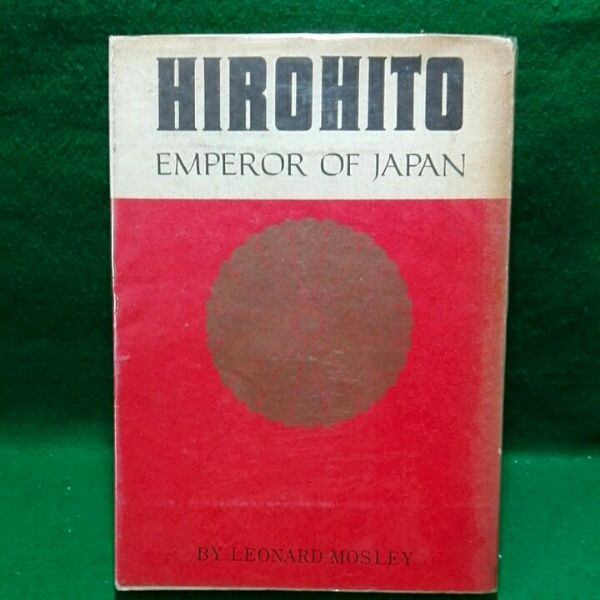 HIROHITO
EMPEROR OF JAPAN
BY LEONARD MOSLEY